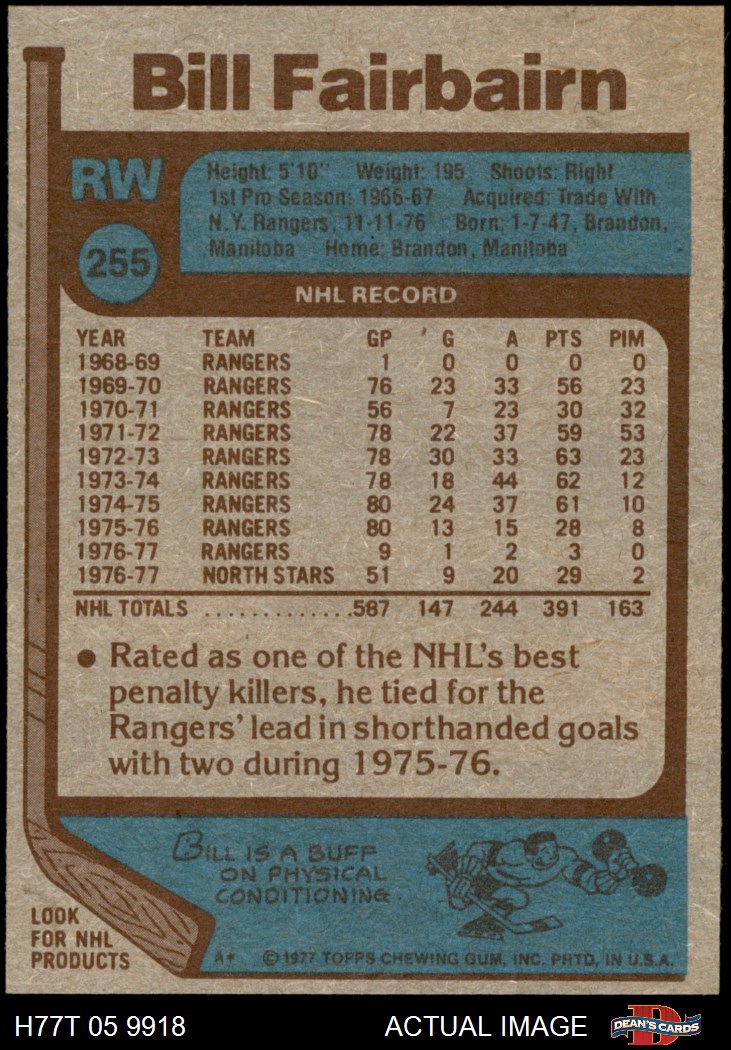 Bill Fairbairn
RW
Height: 5'10" Weight: 195 Shoots: Right
1st Pro Season: 1966-67 Acquired: Trade With
N.Y. Rangers, 11-11-76 Born: 1-7-47, Brandon,
Manitoba Home: Brandon, Manitoba
255
NHL RECORD
YEAR TEAM GP G A PTS PIM
1968-69 RANGERS 1 0 0 0 0
1969-70 RANGERS 76 23 33 56 23
1970-71 RANGERS 56 7 23 30 32
1971-72 RANGERS 78 22 37 59 53
1972-73 RANGERS 78 30 33 63 23
1973-74 RANGERS 78 18 44 62 12
1974-75 RANGERS 80 24 37 61 10
1975-76 RANGERS 80 13 15 28 8
1976-77 RANGERS 9 1 2 3 0
1976-77 NORTH STARS 51 9 20 29 2
NHL TOTALS .............587 147 244 391 163
● Rated as one of the NHL's best
penalty killers, he tied for the
Rangers' lead in shorthanded goals
with two during 1975-76.
BILL IS A BUFF
ON PHYSICAL
CONDITIONING.
LOOK
FOR NHL
PRODUCTS
A* © 1977 TOPPS CHEWING GUM, INC. PRTD. IN U.S.A.
H77T 05 9918 ACTUAL IMAGE D DEAN'S CARDS